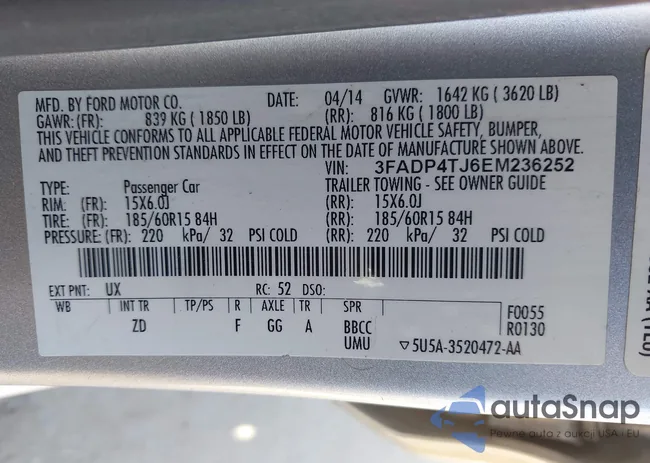 MFD. BY FORD MOTOR CO. DATE: 04/14 GVWR: 1642 KG ( 3620 LB)
GAWR: (FR): 839 KG ( 1850 LB) (RR): 816 KG ( 1800 LB)
THIS VEHICLE CONFORMS TO ALL APPLICABLE FEDERAL MOTOR VEHICLE SAFETY, BUMPER,
AND THEFT PREVENTION STANDARDS IN EFFECT ON THE DATE OF MANUFACTURE SHOWN ABOVE.
VIN: 3FADP4TJ6EM236252
TYPE: Passenger Car TRAILER TOWING - SEE OWNER GUIDE
RIM: (FR): 15X6.0J (RR): 15X6.0J
TIRE: (FR): 185/60R15 84H (RR): 185/60R15 84H
PRESSURE: (FR): 220 kPa/ 32 PSI COLD (RR): 220 kPa/ 32 PSI COLD
EXT PNT: UX RC: 52 DSO:
WB INT TR TP/PS R AXLE TR SPR F0055
ZD F GG A BBCC R0130
UMU ▽5U5A-3520472-AA
autoSnap
Pewne auta z aukcji USA i EU